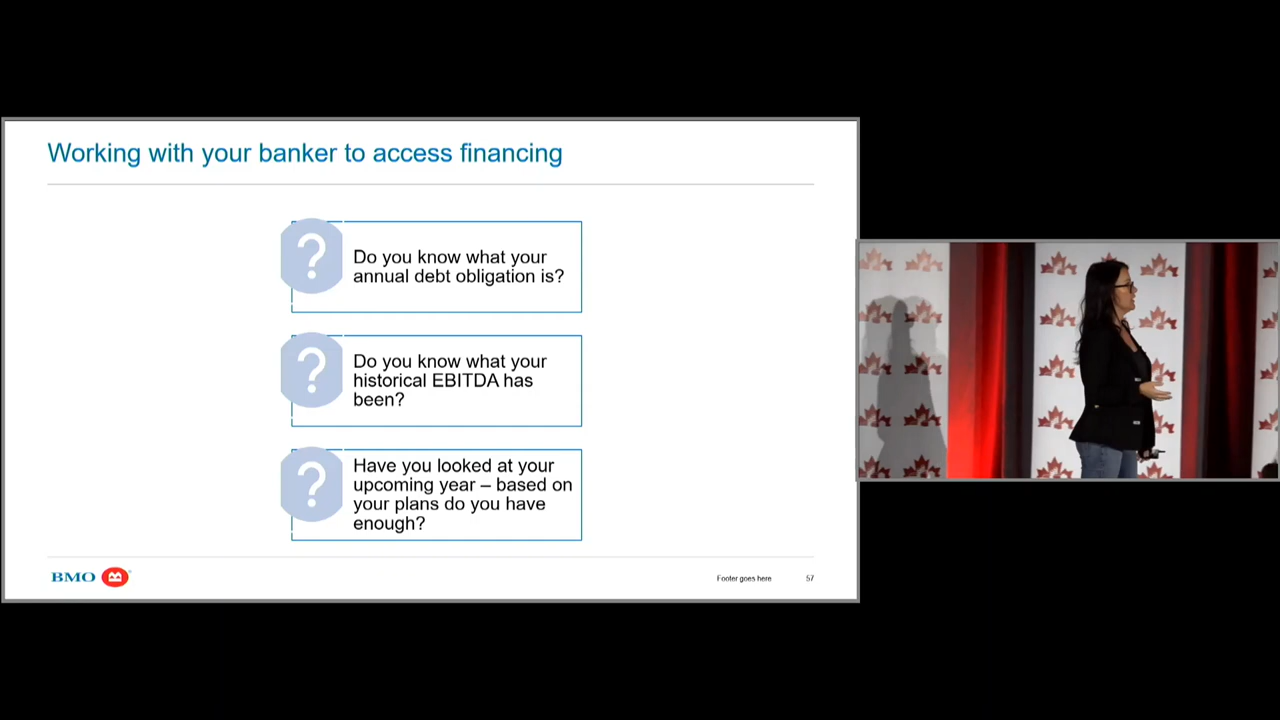 Working with your banker to access financing
?
Do you know what your
annual debt obligation is?
?
Do you know what your
historical EBITDA has
been?
?
Have you looked at your
upcoming year – based on
your plans do you have
enough?
BMO
Footer goes here
57